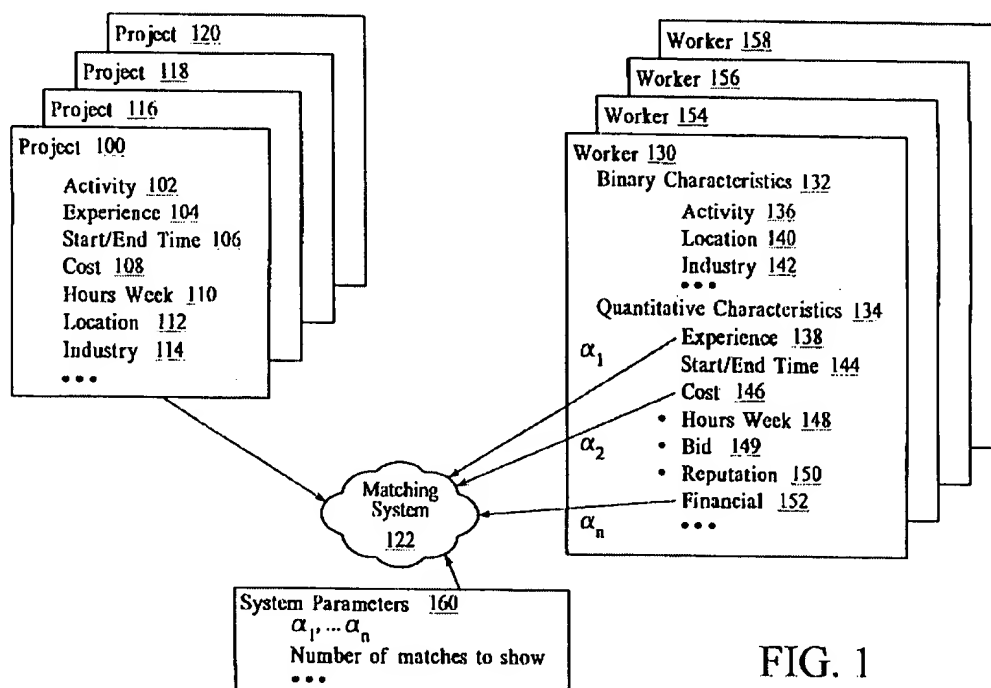 Project 120
Project 118
Project 116
Project 100
Activity 102
Experience 104
Start/End Time 106
Cost 108
Hours Week 110
Location 112
Industry 114
•••
Worker 158
Worker 156
Worker 154
Worker 130
Binary Characteristics 132
Activity 136
Location 140
Industry 142
•••
Quantitative Characteristics 134
Experience 138
Start/End Time 144
Cost 146
• Hours Week 148
• Bid 149
• Reputation 150
Financial 152
•••
α1
α2
αn
Matching
System
122
System Parameters 160
α1, ... αn
Number of matches to show
•••
FIG. 1